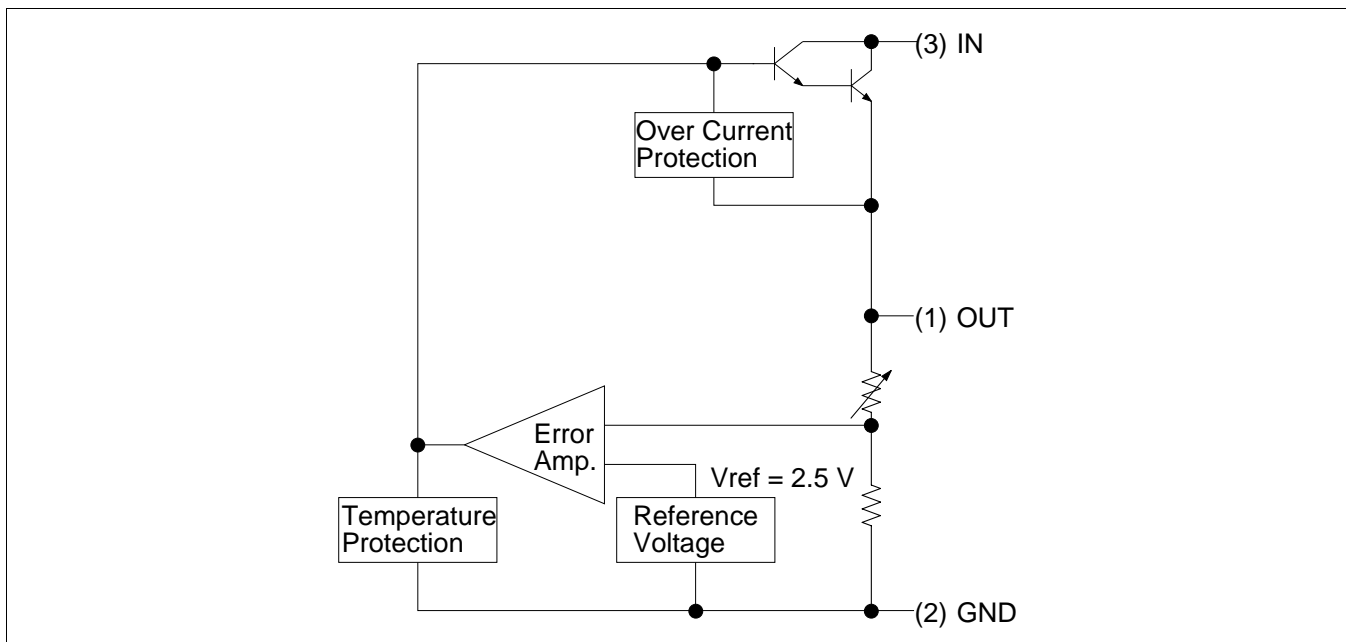 (3) IN
Over Current
Protection
(1) OUT
Error
Amp.
Vref = 2.5 V
Temperature
Protection
Reference
Voltage
(2) GND